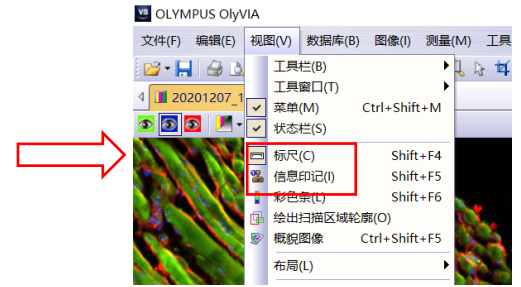 VS OLYMPUS OlyVIA
文件(F) 编辑(E) 视图(V) 数据库(B) 图像(I) 测量(M) 工具
20201207_1
工具栏(B)
工具窗口(T)
菜单(M) Ctrl+Shift+M
状态栏(S)
标尺(C) Shift+F4
信息印记(I) Shift+F5
彩色条(L) Shift+F6
绘出扫描区域轮廓(O)
概貌图像 Ctrl+Shift+F5
布局(L)